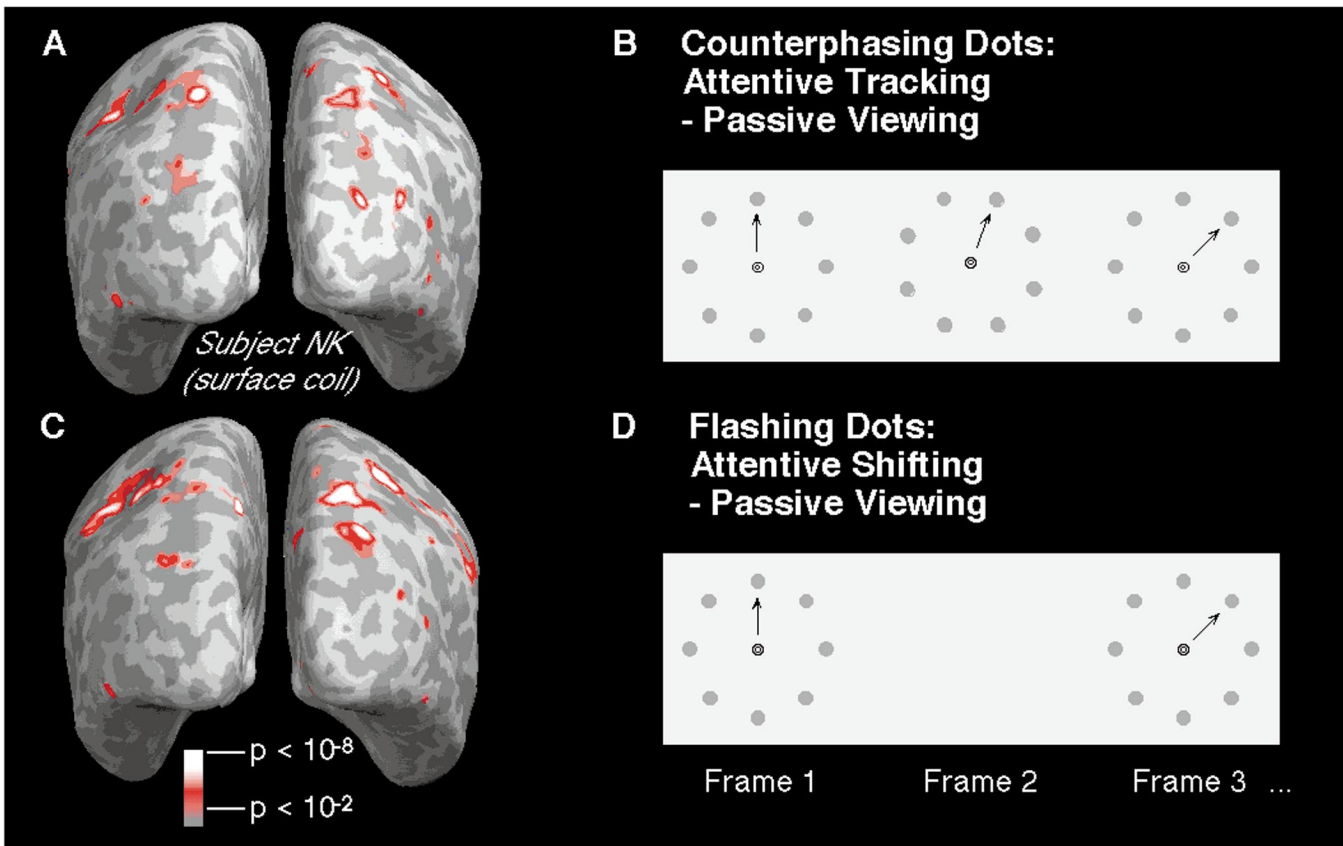 A
B
Counterphasing Dots:
Attentive Tracking
- Passive Viewing
Subject NK
(surface coil)
C
D
Flashing Dots:
Attentive Shifting
- Passive Viewing
p < 10-8
p < 10-2
Frame 1
Frame 2
Frame 3 ...